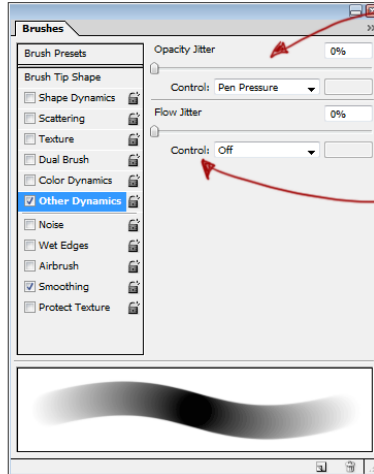 Brushes
Brush Presets
Brush Tip Shape
Shape Dynamics
Scattering
Texture
Dual Brush
Color Dynamics
Other Dynamics
Noise
Wet Edges
Airbrush
Smoothing
Protect Texture
Opacity Jitter 0%
Control: Pen Pressure
Flow Jitter 0%
Control: Off